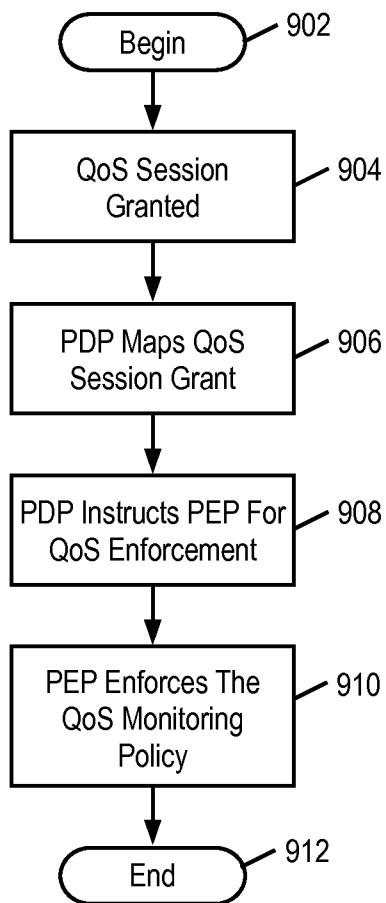 Begin
902
QoS Session
Granted
904
PDP Maps QoS
Session Grant
906
PDP Instructs PEP For
QoS Enforcement
908
PEP Enforces The
QoS Monitoring
Policy
910
End
912